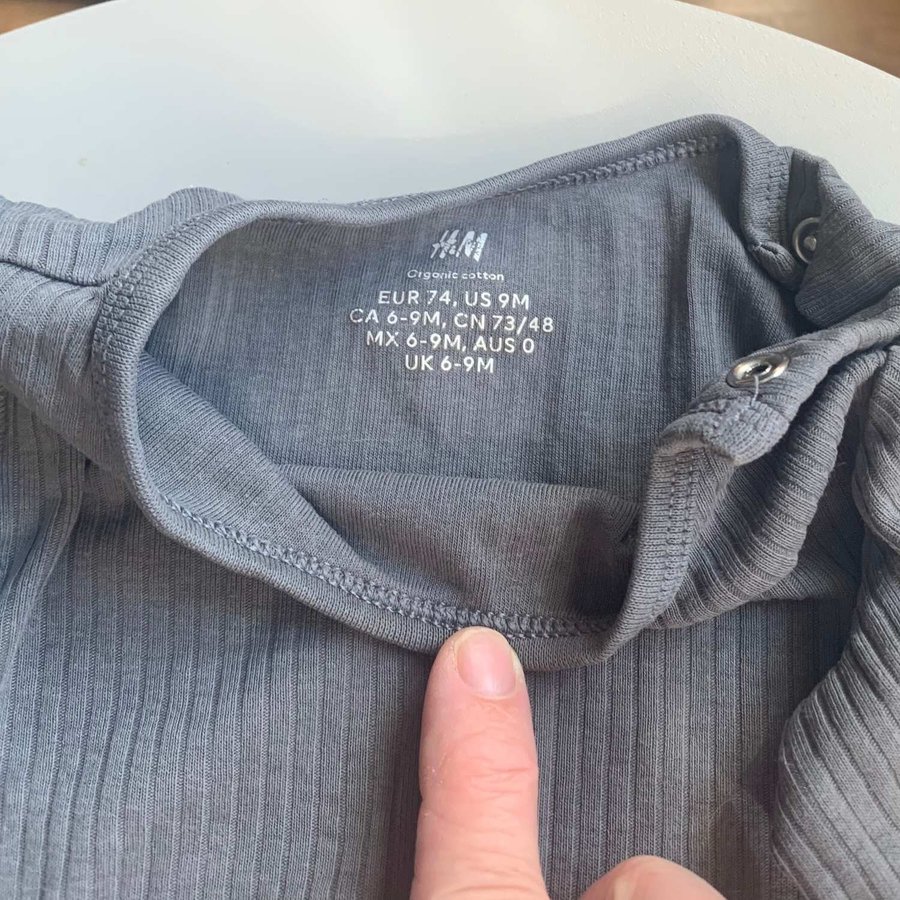 H&M
Organic cotton
EUR 74, US 9M
CA 6-9M, CN 73/48
MX 6-9M, AUS 0
UK 6-9M